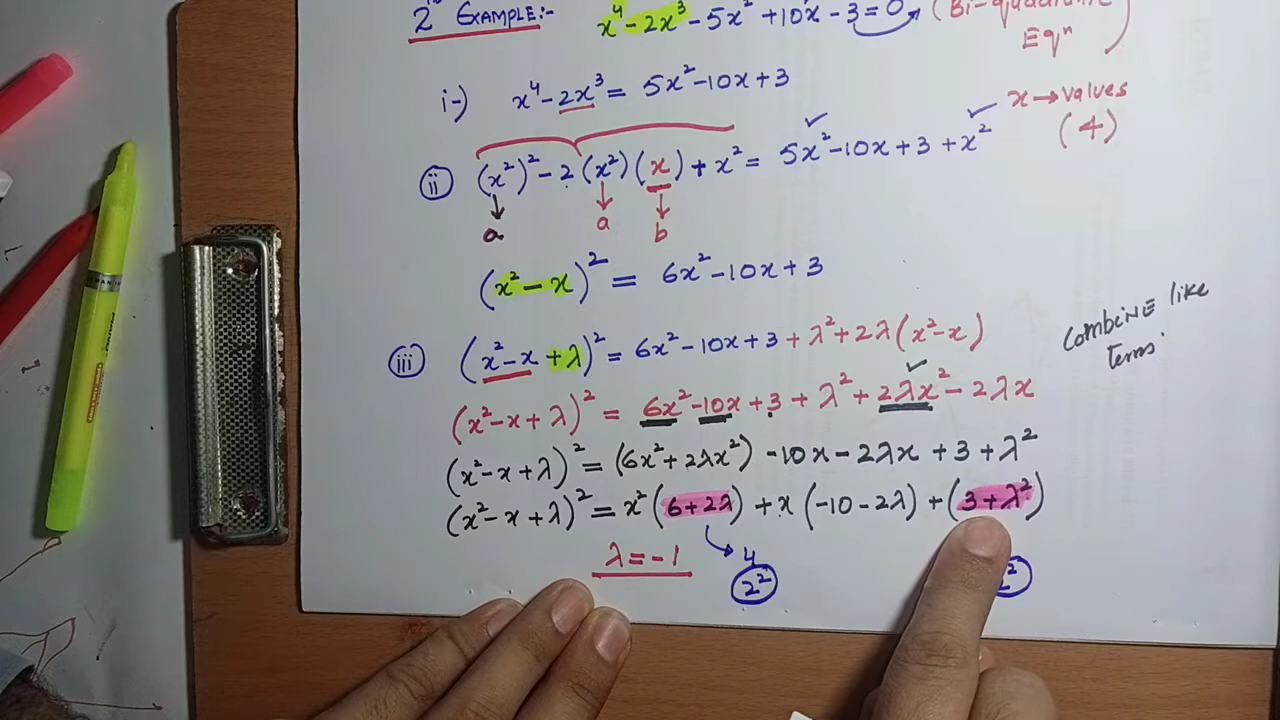 2nd EXAMPLE:- x⁴-2x³-5x²+10x-3=0 (Bi-quadratic Eqⁿ)
i-) x⁴-2x³ = 5x²-10x+3
x→values (4)
ii (x²)²-2(x²)(x)+x² = 5x²-10x+3+x²
a a b
(x²-x)² = 6x²-10x+3
iii (x²-x+λ)² = 6x²-10x+3+λ²+2λ(x²-x)
Combine like terms.
(x²-x+λ)² = 6x²-10x+3+λ²+2λx²-2λx
(x²-x+λ)² = (6x²+2λx²)-10x-2λx+3+λ²
(x²-x+λ)² = x²(6+2λ)+x(-10-2λ)+(3+λ²)
λ=-1 4
2²